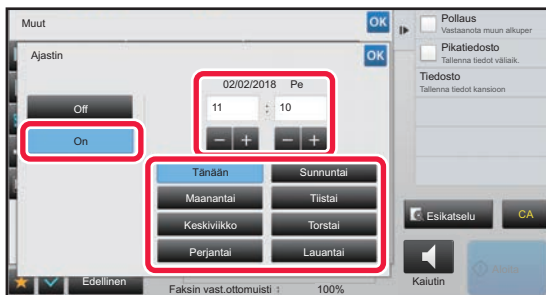 Muut
OK
Ajastin
OK
02/02/2018 Pe
11 : 10
Off
On
Tänään
Sunnuntai
Maanantai
Tiistai
Keskiviikko
Torstai
Perjantai
Lauantai
Edellinen
Faksin vast.ottomuisti : 100%
Pollaus
Vastaanota muun alkuper
Pikatiedosto
Tallenna tiedot väliaik.
Tiedosto
Tallenna tiedot kansioon
Esikatselu
CA
Kaiutin
Aloita